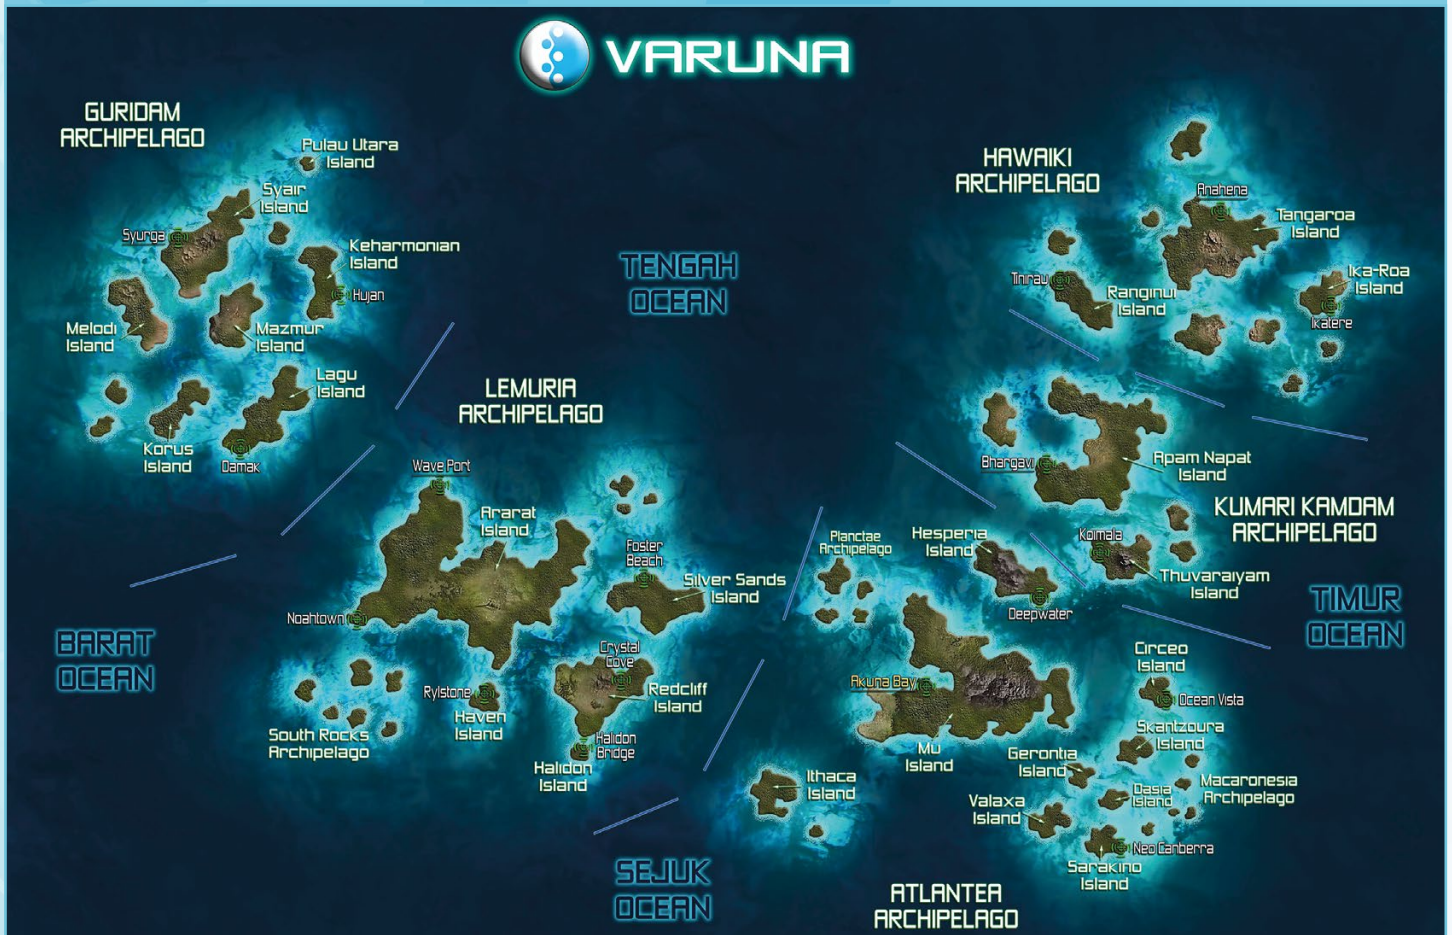 VARUNA
GURIDAM
ARCHIPELAGO
Pulau Utara
Island
Syair
Island
Syurga
Keharmonian
Island
Hujan
Melodi
Island
Mazmur
Island
Lagu
Island
Korus
Island
Damak
TENGAH
OCEAN
HAWAIKI
ARCHIPELAGO
Anahena
Tangaroa
Island
Tinirau
Ranginui
Island
Ika-Roa
Island
Ikatere
LEMURIA
ARCHIPELAGO
Wave Port
Ararat
Island
Foster
Beach
Silver Sands
Island
Noahtown
Crystal
Cove
Rylstone
Haven
Island
Redcliff
Island
South Rocks
Archipelago
Halidon
Bridge
Halidon
Island
BARAT
OCEAN
Bhargavi
Apam Napat
Island
KUMARI KAMDAM
ARCHIPELAGO
Koimala
Thuvaraiyam
Island
TIMUR
OCEAN
Planctae
Archipelago
Hesperia
Island
Deepwater
Akuna Bay
Mu
Island
Circeo
Island
Ocean Vista
Skantzoura
Island
Gerontia
Island
Dasia
Island
Macaronesia
Archipelago
Valaxa
Island
Neo Canberra
Sarakino
Island
Ithaca
Island
SEJUK
OCEAN
ATLANTEA
ARCHIPELAGO